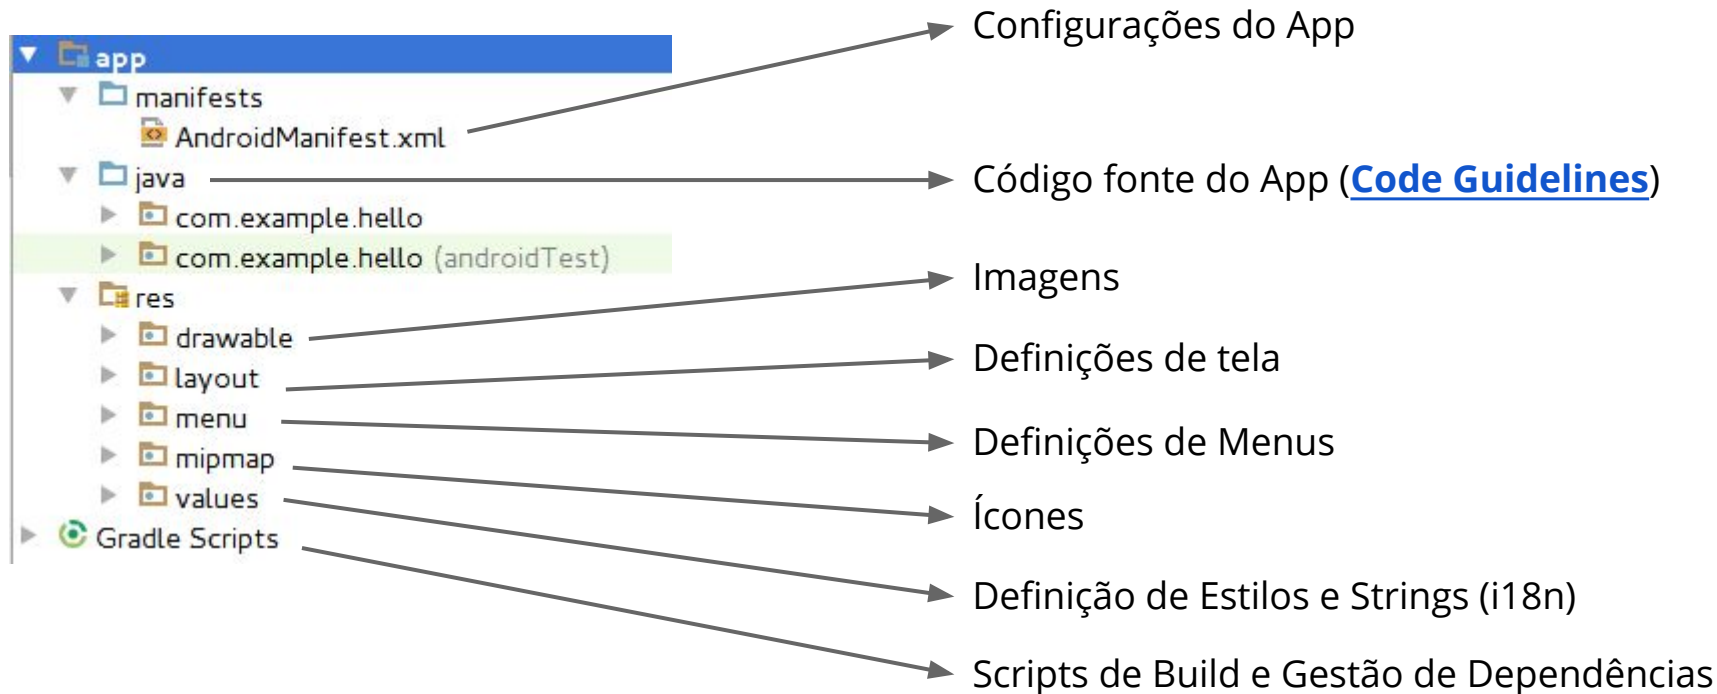 app
manifests
AndroidManifest.xml
java
com.example.hello
com.example.hello (androidTest)
res
drawable
layout
menu
mipmap
values
Gradle Scripts
Configurações do App
Código fonte do App (Code Guidelines)
Imagens
Definições de tela
Definições de Menus
Ícones
Definição de Estilos e Strings (i18n)
Scripts de Build e Gestão de Dependências